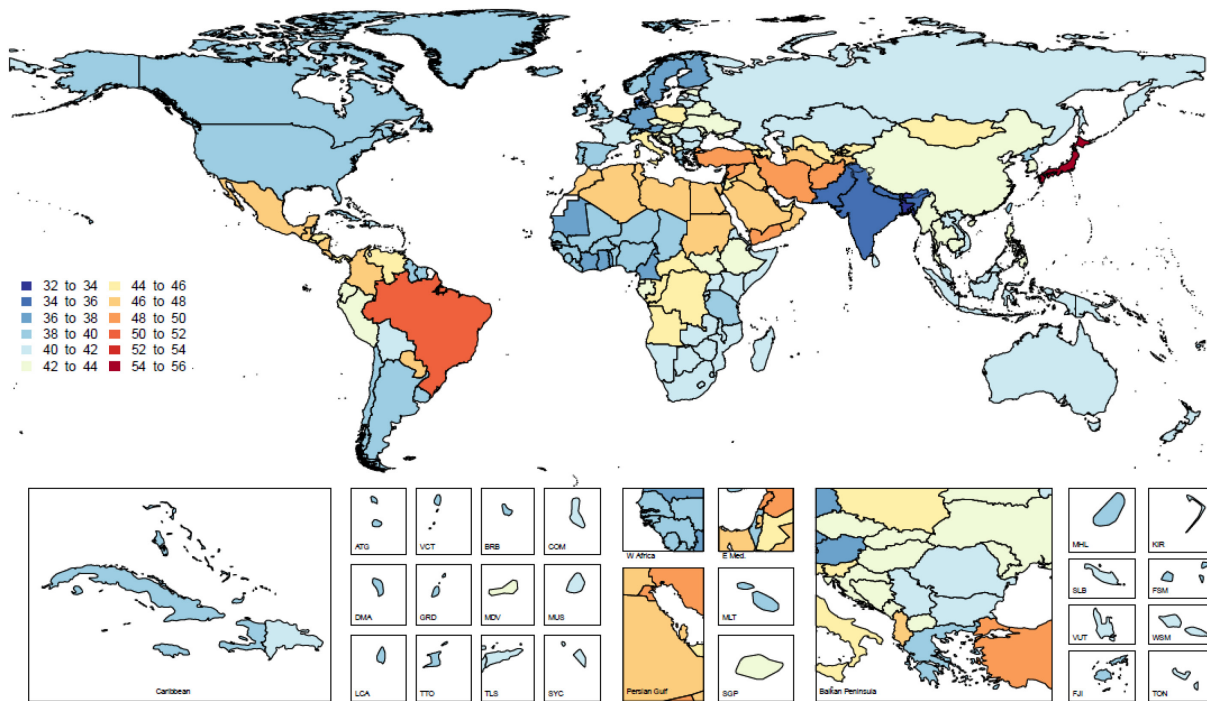 32 to 34
34 to 36
36 to 38
38 to 40
40 to 42
42 to 44
44 to 46
46 to 48
48 to 50
50 to 52
52 to 54
54 to 56
Caribbean
ATG
VCT
BRB
COM
DMA
GRD
MDV
MUS
LCA
TTO
TLS
SYC
W Africa
E Med.
Persian Gulf
MLT
SGP
Balkan Peninsula
MHL
KIR
SLB
FSM
VUT
WSM
FJI
TON